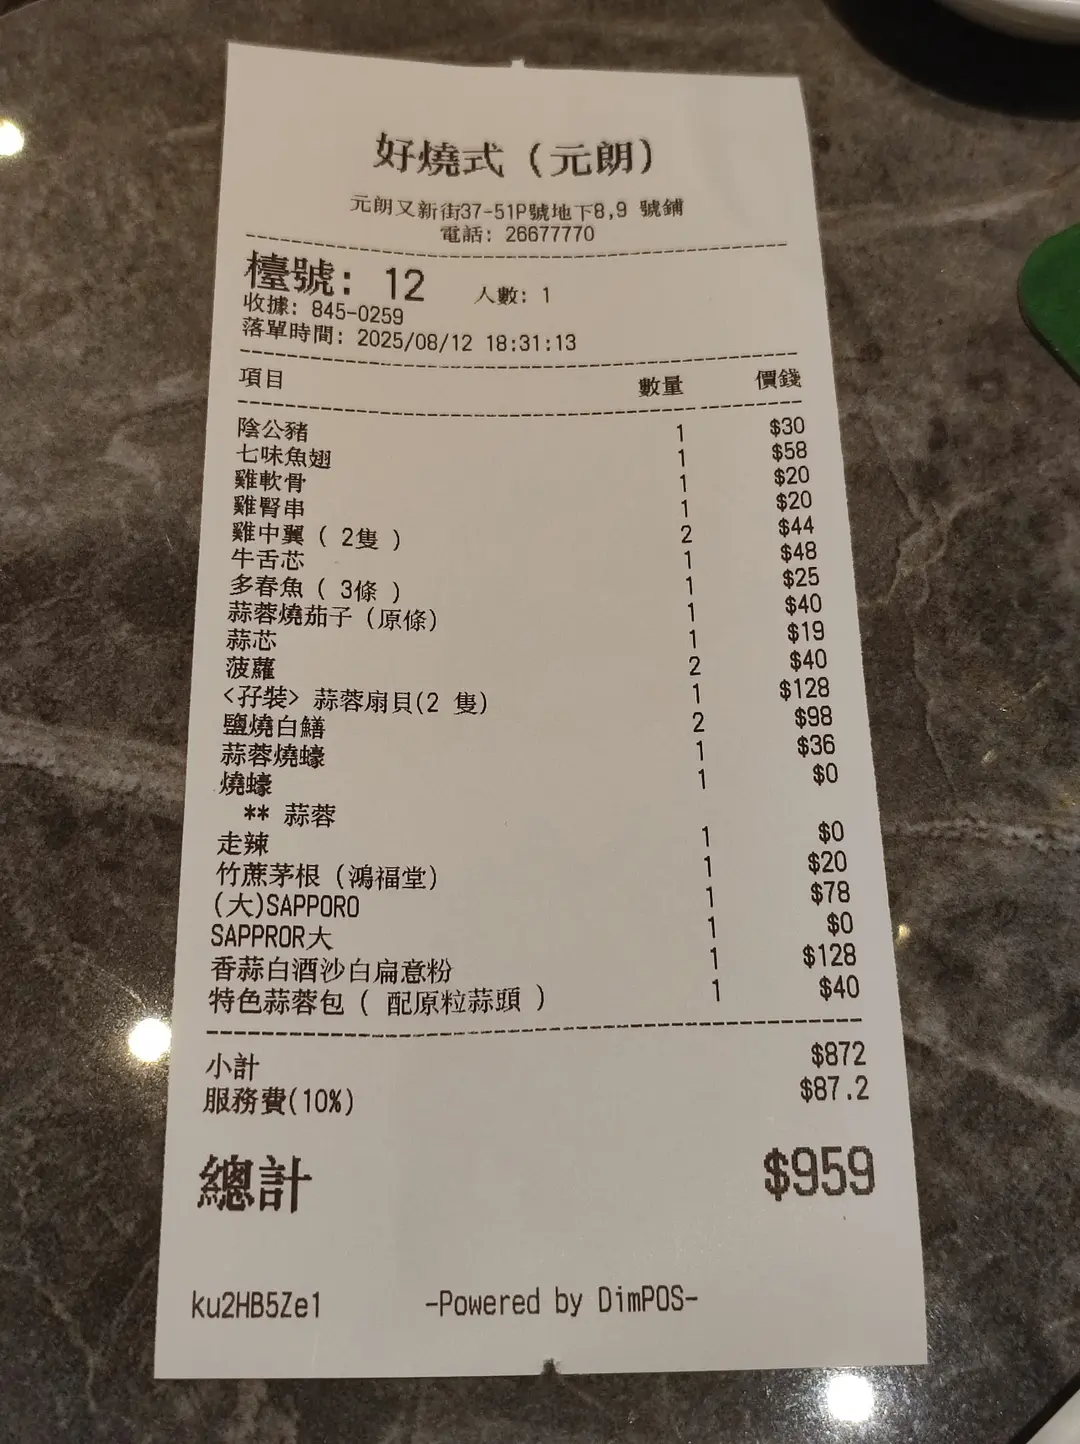 好燒式（元朗）
元朗又新街37-51P號地下8,9 號鋪
電話: 26677770
檯號: 12 人數: 1
收據: 845-0259
落單時間: 2025/08/12 18:31:13
項目 數量 價錢
陰公豬 1 $30
七味魚翅 1 $58
雞軟骨 1 $20
雞腎串 1 $20
雞中翼 ( 2隻 ) 2 $44
牛舌芯 1 $48
多春魚 ( 3條 ) 1 $25
蒜蓉燒茄子 (原條) 1 $40
蒜芯 1 $19
菠蘿 2 $40
<孖裝> 蒜蓉扇貝(2 隻) 1 $128
鹽燒白鱔 2 $98
蒜蓉燒蠔 1 $36
燒蠔 1 $0
** 蒜蓉
走辣 1 $0
竹蔗茅根 (鴻福堂) 1 $20
(大)SAPPORO 1 $78
SAPPROR大 1 $0
香蒜白酒沙白扁意粉 1 $128
特色蒜蓉包 ( 配原粒蒜頭 ) 1 $40
小計 $872
服務費(10%) $87.2
總計 $959
ku2HB5Ze1 -Powered by DimPOS-